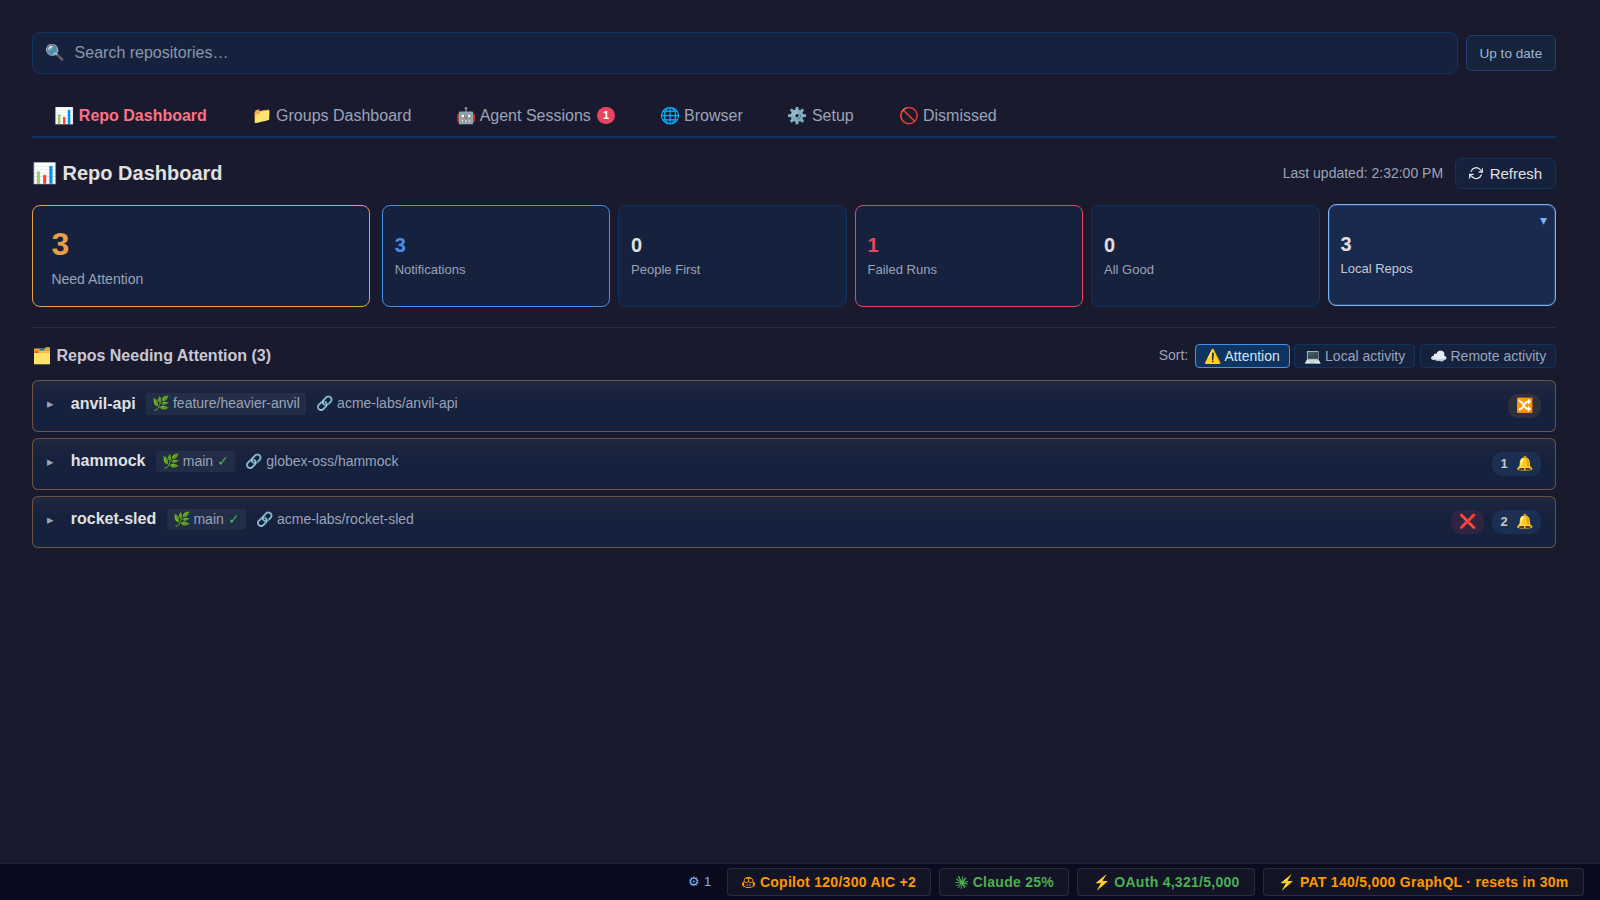 🔍 Search repositories…
Up to date
📊 Repo Dashboard
📁 Groups Dashboard
🤖 Agent Sessions 1
🌐 Browser
⚙️ Setup
🚫 Dismissed
📊 Repo Dashboard
Last updated: 2:32:00 PM
Refresh
3
Need Attention
3
Notifications
0
People First
1
Failed Runs
0
All Good
▾
3
Local Repos
🗂️ Repos Needing Attention (3)
Sort: ⚠️ Attention 💻 Local activity ☁️ Remote activity
▸ anvil-api 🌿 feature/heavier-anvil 🔗 acme-labs/anvil-api 🔀
▸ hammock 🌿 main ✓ 🔗 globex-oss/hammock 1 🔔
▸ rocket-sled 🌿 main ✓ 🔗 acme-labs/rocket-sled ❌ 2 🔔
⚙ 1
Copilot 120/300 AIC +2
Claude 25%
⚡ OAuth 4,321/5,000
⚡ PAT 140/5,000 GraphQL · resets in 30m